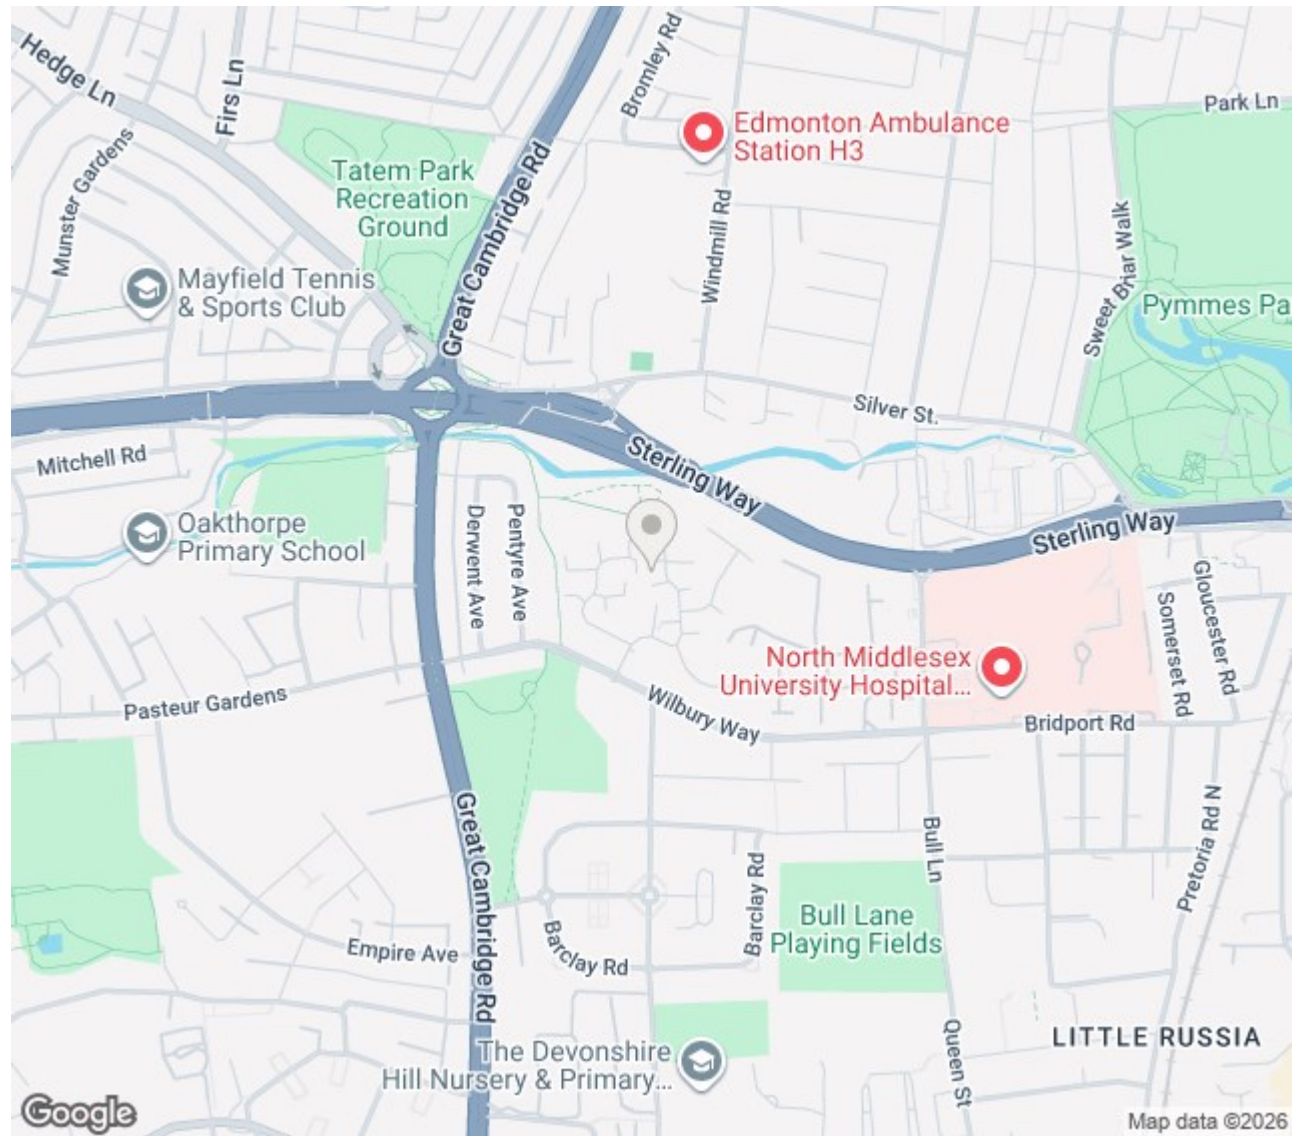 Hedge Ln
Firs Ln
Bromley Rd
Park Ln
Edmonton Ambulance
Station H3
Munster Gardens
Tatem Park
Recreation
Ground
Great Cambridge Rd
Windmill Rd
Sweet Briar Walk
Mayfield Tennis
& Sports Club
Pymmes Pa
Silver St.
Mitchell Rd
Sterling Way
Oakthorpe
Primary School
Derwent Ave
Pentyre Ave
Sterling Way
Gloucester Rd
Somerset Rd
North Middlesex
University Hospital...
Pasteur Gardens
Wilbury Way
Bridport Rd
Great Cambridge Rd
Bull Ln
Pretoria Rd N
Barclay Rd
Bull Lane
Playing Fields
Empire Ave
Barclay Rd
The Devonshire
Hill Nursery & Primary...
Queen St
LITTLE RUSSIA
Google
Map data ©2026